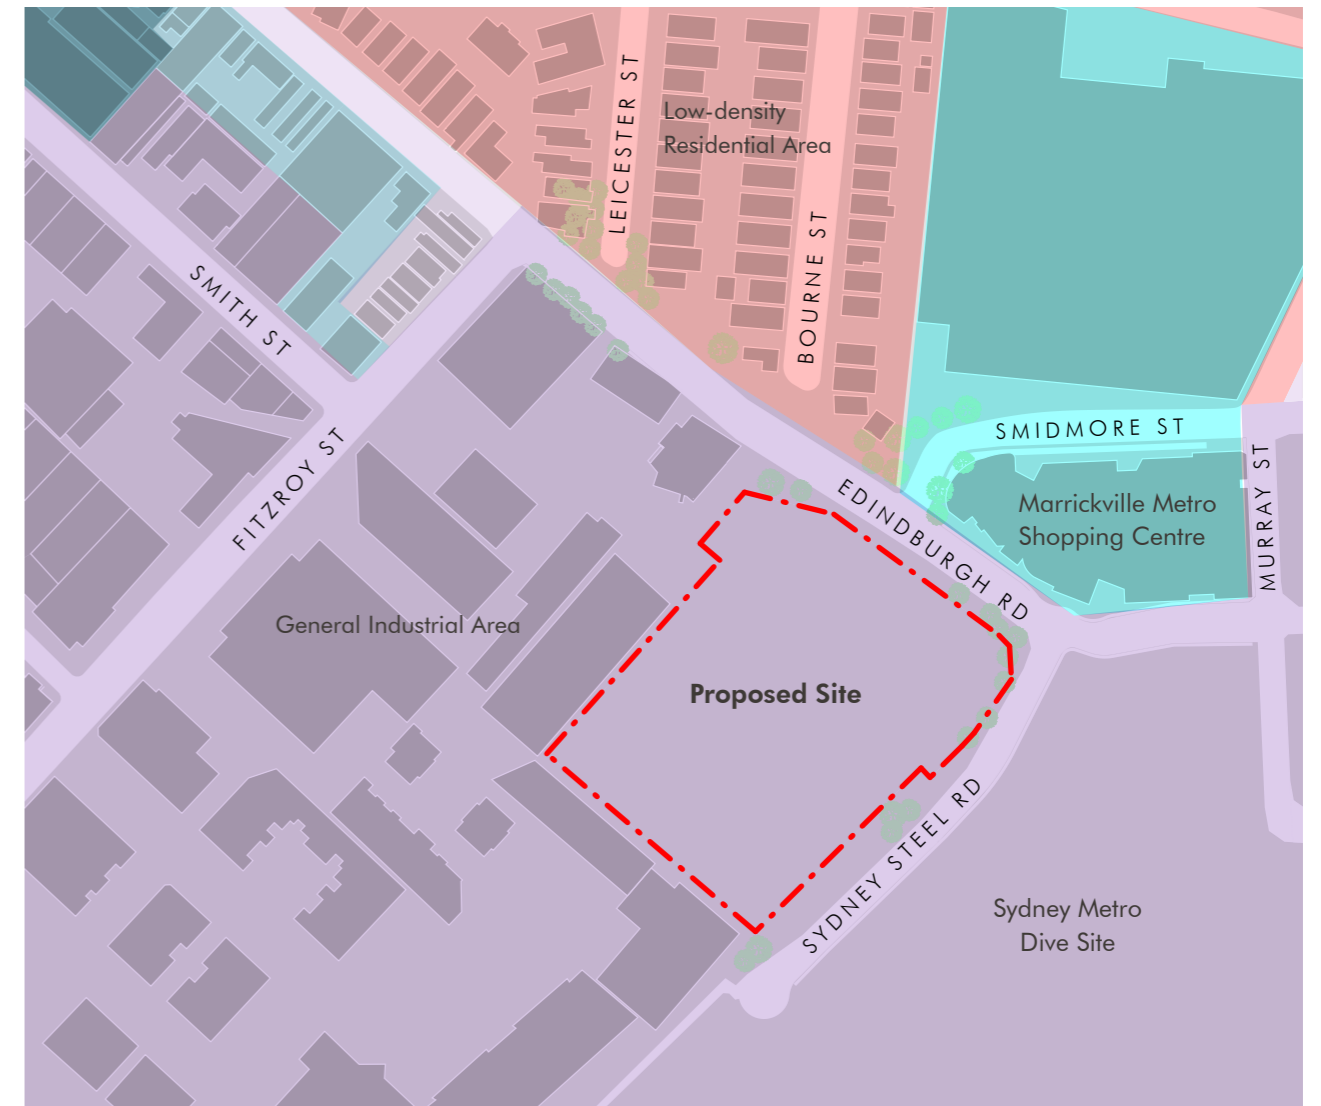 LEICESTER ST
Low-density
Residential Area
BOURNE ST
SMITH ST
FITZROY ST
SMIDMORE ST
MURRAY ST
Marrickville Metro
Shopping Centre
EDINDBURGH RD
General Industrial Area
Proposed Site
SYDNEY STEEL RD
Sydney Metro
Dive Site